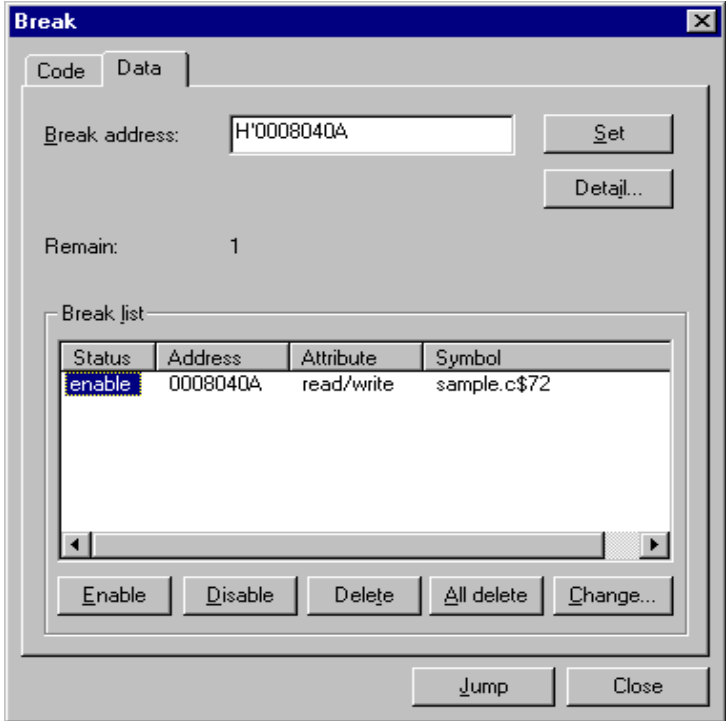 Break
Code Data
Break address: H'0008040A Set
Detail...
Remain: 1
Break list
Status Address Attribute Symbol
enable 0008040A read/write sample.c$72
Enable Disable Delete All delete Change...
Jump Close